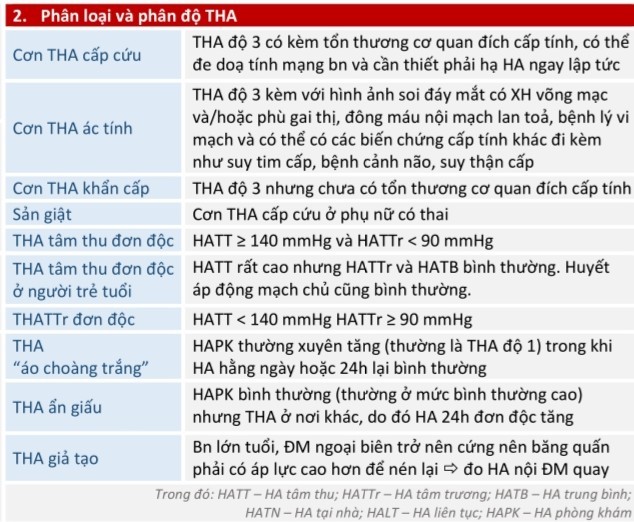 2. Phân loại và phân độ THA
Cơn THA cấp cứu
THA độ 3 có kèm tổn thương cơ quan đích cấp tính, có thể
đe doạ tính mạng bn và cần thiết phải hạ HA ngay lập tức
Cơn THA ác tính
THA độ 3 kèm với hình ảnh soi đáy mắt có XH võng mạc
và/hoặc phù gai thị, đông máu nội mạch lan toả, bệnh lý vi
mạch và có thể có các biến chứng cấp tính khác đi kèm
như suy tim cấp, bệnh cảnh não, suy thận cấp
Cơn THA khẩn cấp
THA độ 3 nhưng chưa có tổn thương cơ quan đích cấp tính
Sản giật
Cơn THA cấp cứu ở phụ nữ có thai
THA tâm thu đơn độc
HATT ≥ 140 mmHg và HATTr < 90 mmHg
THA tâm thu đơn độc
ở người trẻ tuổi
HATT rất cao nhưng HATTr và HATB bình thường. Huyết
áp động mạch chủ cũng bình thường.
THATTr đơn độc
HATT < 140 mmHg HATTr ≥ 90 mmHg
THA
“áo choàng trắng”
HAPK thường xuyên tăng (thường là THA độ 1) trong khi
HA hằng ngày hoặc 24h lại bình thường
THA ẩn giấu
HAPK bình thường (thường ở mức bình thường cao)
nhưng THA ở nơi khác, do đó HA 24h đơn độc tăng
THA giả tạo
Bn lớn tuổi, ĐM ngoại biên trở nên cứng nên băng quấn
phải có áp lực cao hơn để nén lại ⇨ đo HA nội ĐM quay
Trong đó: HATT – HA tâm thu; HATTr – HA tâm trương; HATB – HA trung bình;
HATN – HA tại nhà; HALT – HA liên tục; HAPK – HA phòng khám